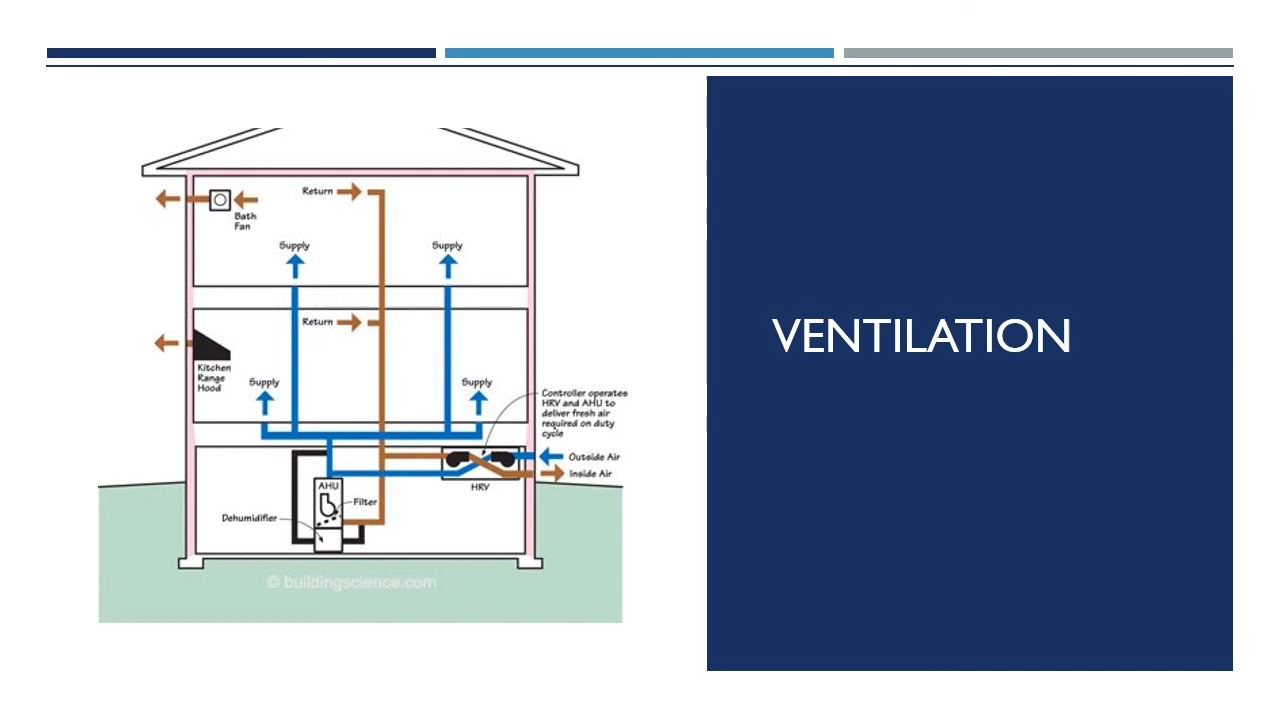 Return
Bath
Fan
Supply
Supply
Return
Kitchen
Range
Hood
Supply
Supply
Controller operates
HRV and AHU to
deliver fresh air
required on duty
cycle
Outside Air
Inside Air
HRV
AHU
Filter
Dehumidifier
© buildingscience.com
VENTILATION